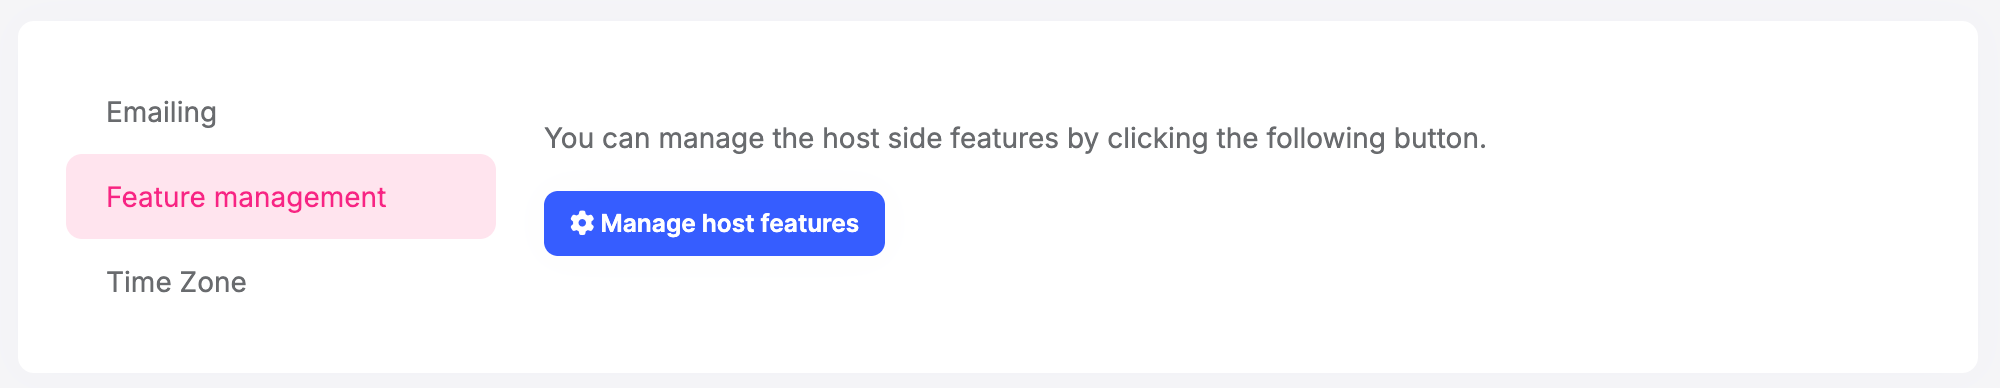 Emailing
Feature management
Time Zone
You can manage the host side features by clicking the following button.
Manage host features